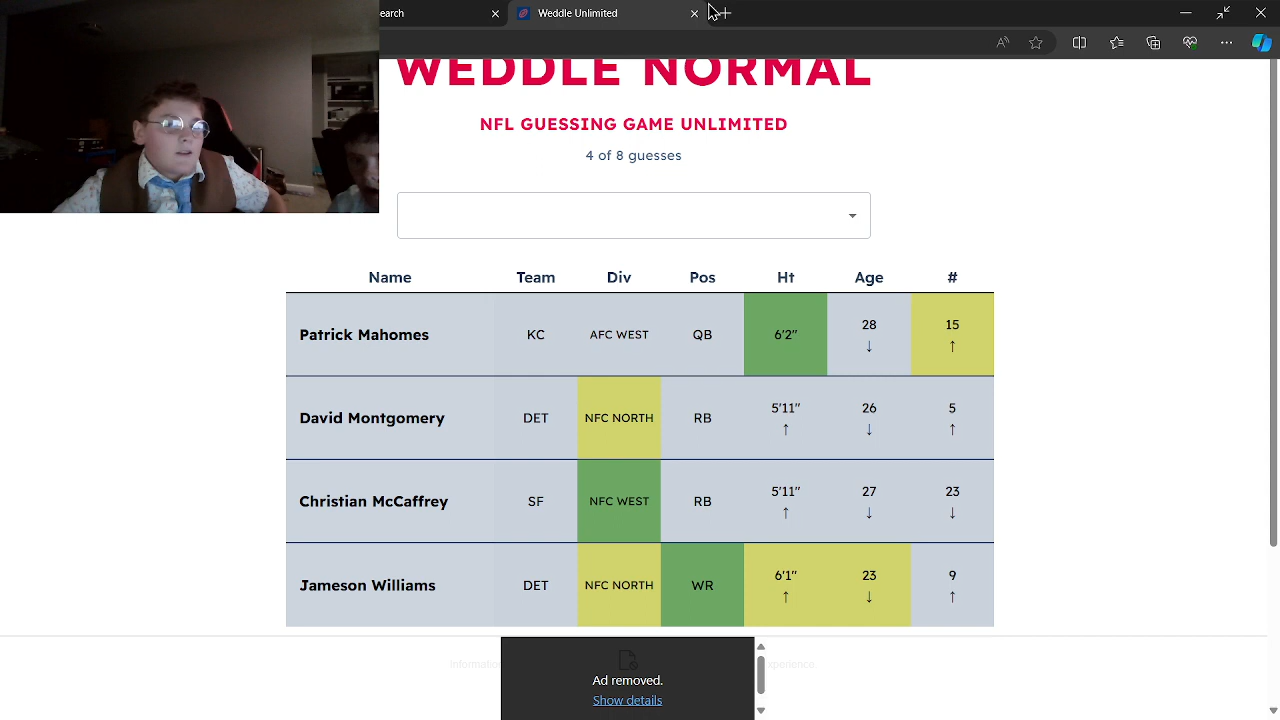 earch
Weddle Unlimited
WEDDLE NORMAL
NFL GUESSING GAME UNLIMITED
4 of 8 guesses
Name Team Div Pos Ht Age #
Patrick Mahomes KC AFC WEST QB 6'2" 28 ↓ 15 ↑
David Montgomery DET NFC NORTH RB 5'11" ↑ 26 ↓ 5 ↑
Christian McCaffrey SF NFC WEST RB 5'11" ↑ 27 ↓ 23 ↓
Jameson Williams DET NFC NORTH WR 6'1" ↑ 23 ↓ 9 ↑
Ad removed.
Show details